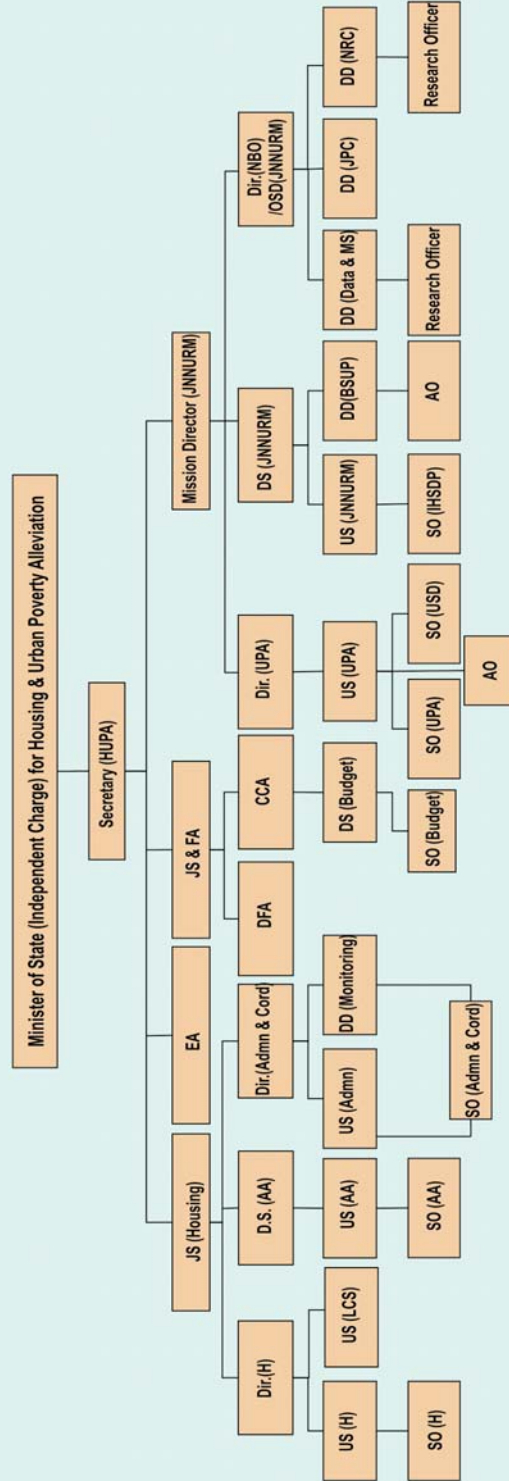 Minister of State (Independent Charge) for Housing & Urban Poverty Alleviation
Secretary (HUPA)
JS (Housing)
EA
JS & FA
Mission Director (JNNURM)
Dir.(H)
D.S. (AA)
Dir.(Admn & Cord)
DFA
CCA
Dir. (UPA)
DS (JNNURM)
Dir.(NBO)
/OSD(JNNURM)
US (H)
US (LCS)
US (AA)
US (Admn)
DD (Monitoring)
DS (Budget)
US (UPA)
US (JNNURM)
DD(BSUP)
DD (Data & MS)
DD (JPC)
DD (NRC)
SO (H)
SO (AA)
SO (Admn & Cord)
SO (Budget)
SO (UPA)
SO (USD)
AO
SO (IHSDP)
AO
Research Officer
Research Officer